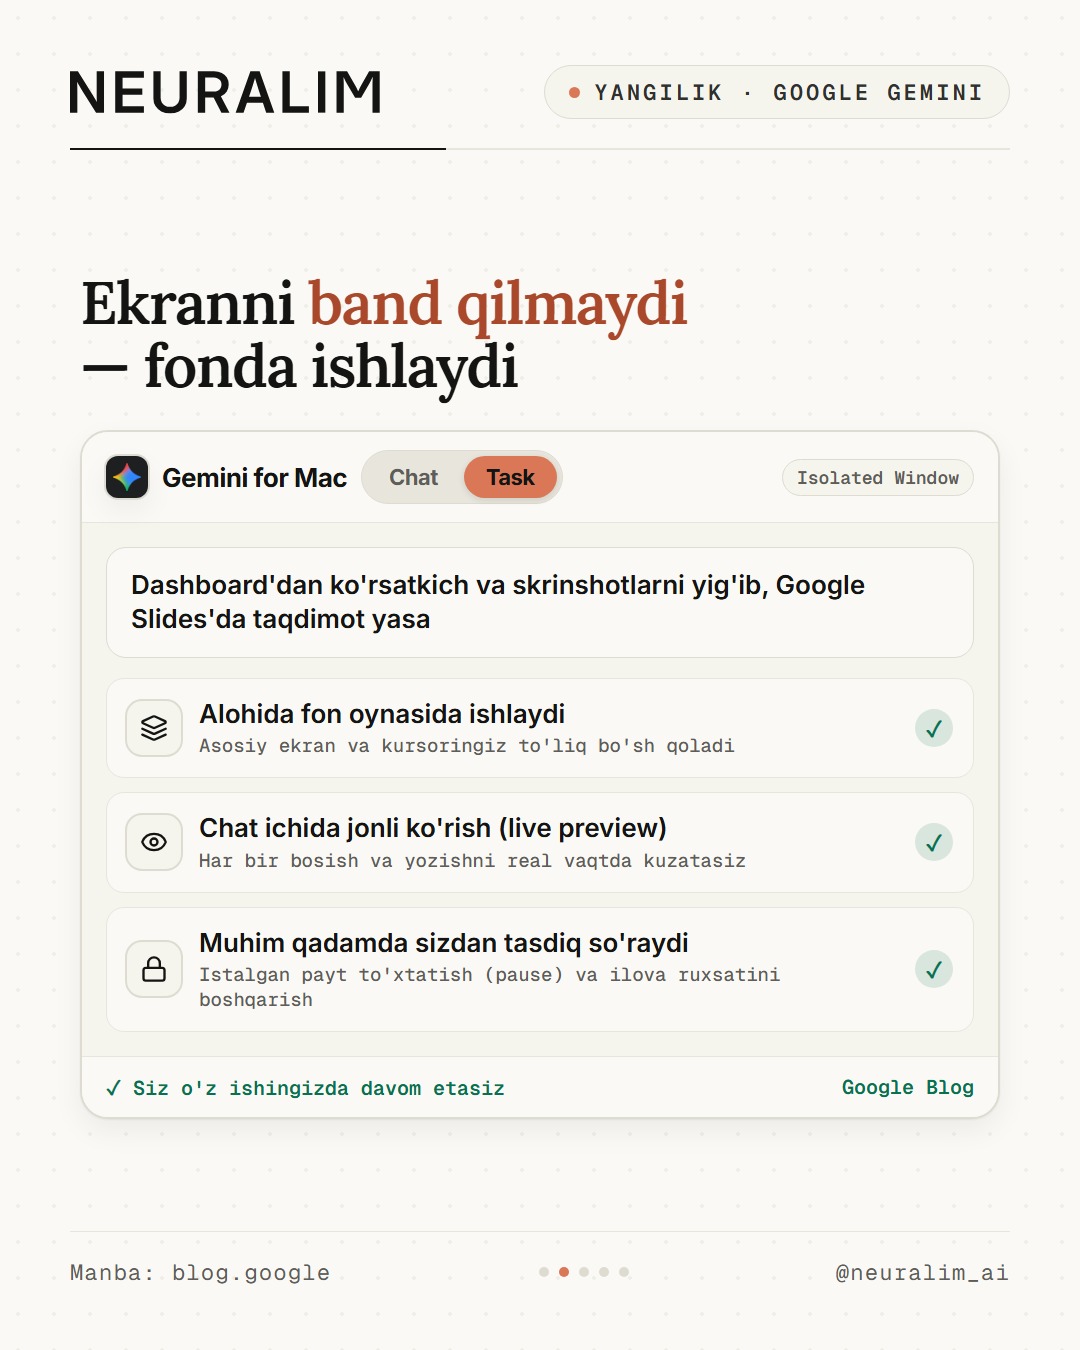 NEURALIM
YANGILIK · GOOGLE GEMINI
Ekranni band qilmaydi
— fonda ishlaydi
Gemini for Mac
Chat
Task
Isolated Window
Dashboard'dan ko'rsatkich va skrinshotlarni yig'ib, Google
Slides'da taqdimot yasa
Alohida fon oynasida ishlaydi
Asosiy ekran va kursoringiz to'liq bo'sh qoladi
✓
Chat ichida jonli ko'rish (live preview)
Har bir bosish va yozishni real vaqtda kuzatasiz
✓
Muhim qadamda sizdan tasdiq so'raydi
Istalgan payt to'xtatish (pause) va ilova ruxsatini
boshqarish
✓
✓ Siz o'z ishingizda davom etasiz
Google Blog
Manba: blog.google
@neuralim_ai